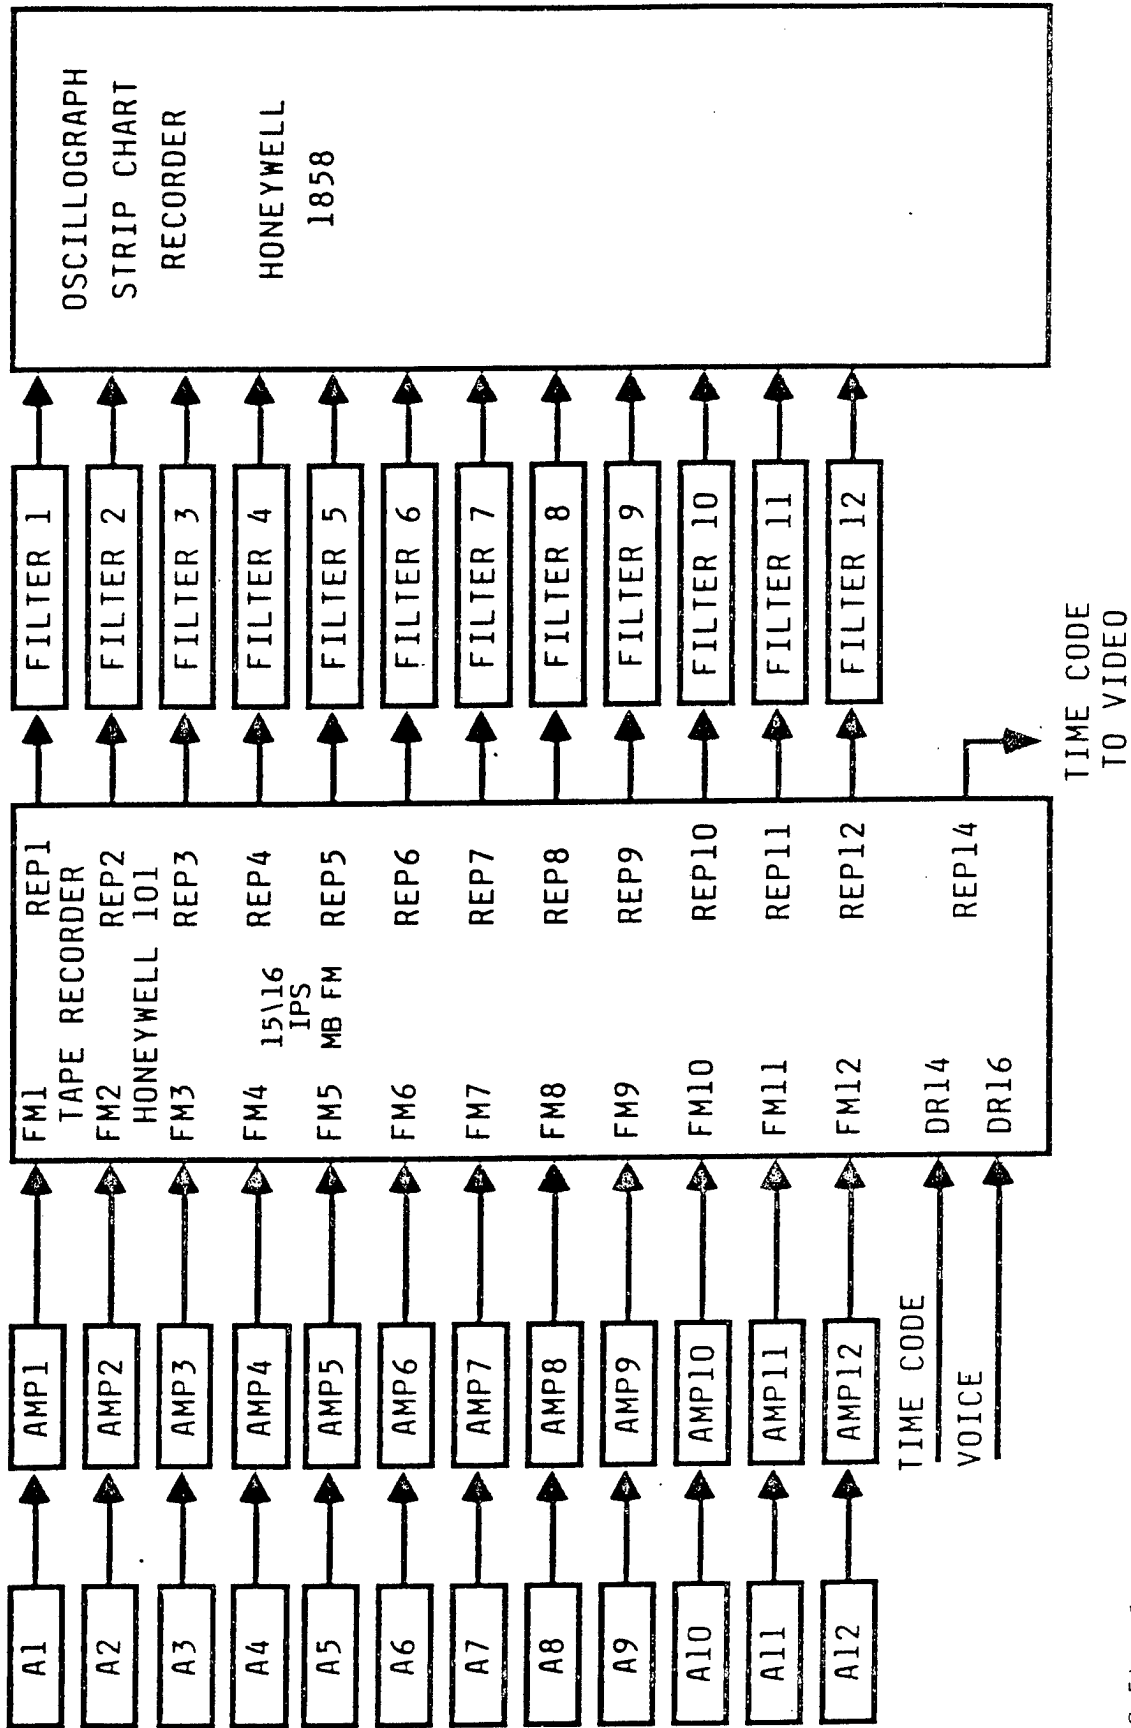 A1
A2
A3
A4
A5
A6
A7
A8
A9
A10
A11
A12
AMP1
AMP2
AMP3
AMP4
AMP5
AMP6
AMP7
AMP8
AMP9
AMP10
AMP11
AMP12
TIME CODE
VOICE
FM1
TAPE RECORDER
FM2
HONEYWELL 101
FM3
FM4
15\16
IPS
FM5
MB FM
FM6
FM7
FM8
FM9
FM10
FM11
FM12
DR14
DR16
REP1
REP2
REP3
REP4
REP5
REP6
REP7
REP8
REP9
REP10
REP11
REP12
REP14
TIME CODE
TO VIDEO
FILTER 1
FILTER 2
FILTER 3
FILTER 4
FILTER 5
FILTER 6
FILTER 7
FILTER 8
FILTER 9
FILTER 10
FILTER 11
FILTER 12
OSCILLOGRAPH
STRIP CHART
RECORDER
HONEYWELL
1858